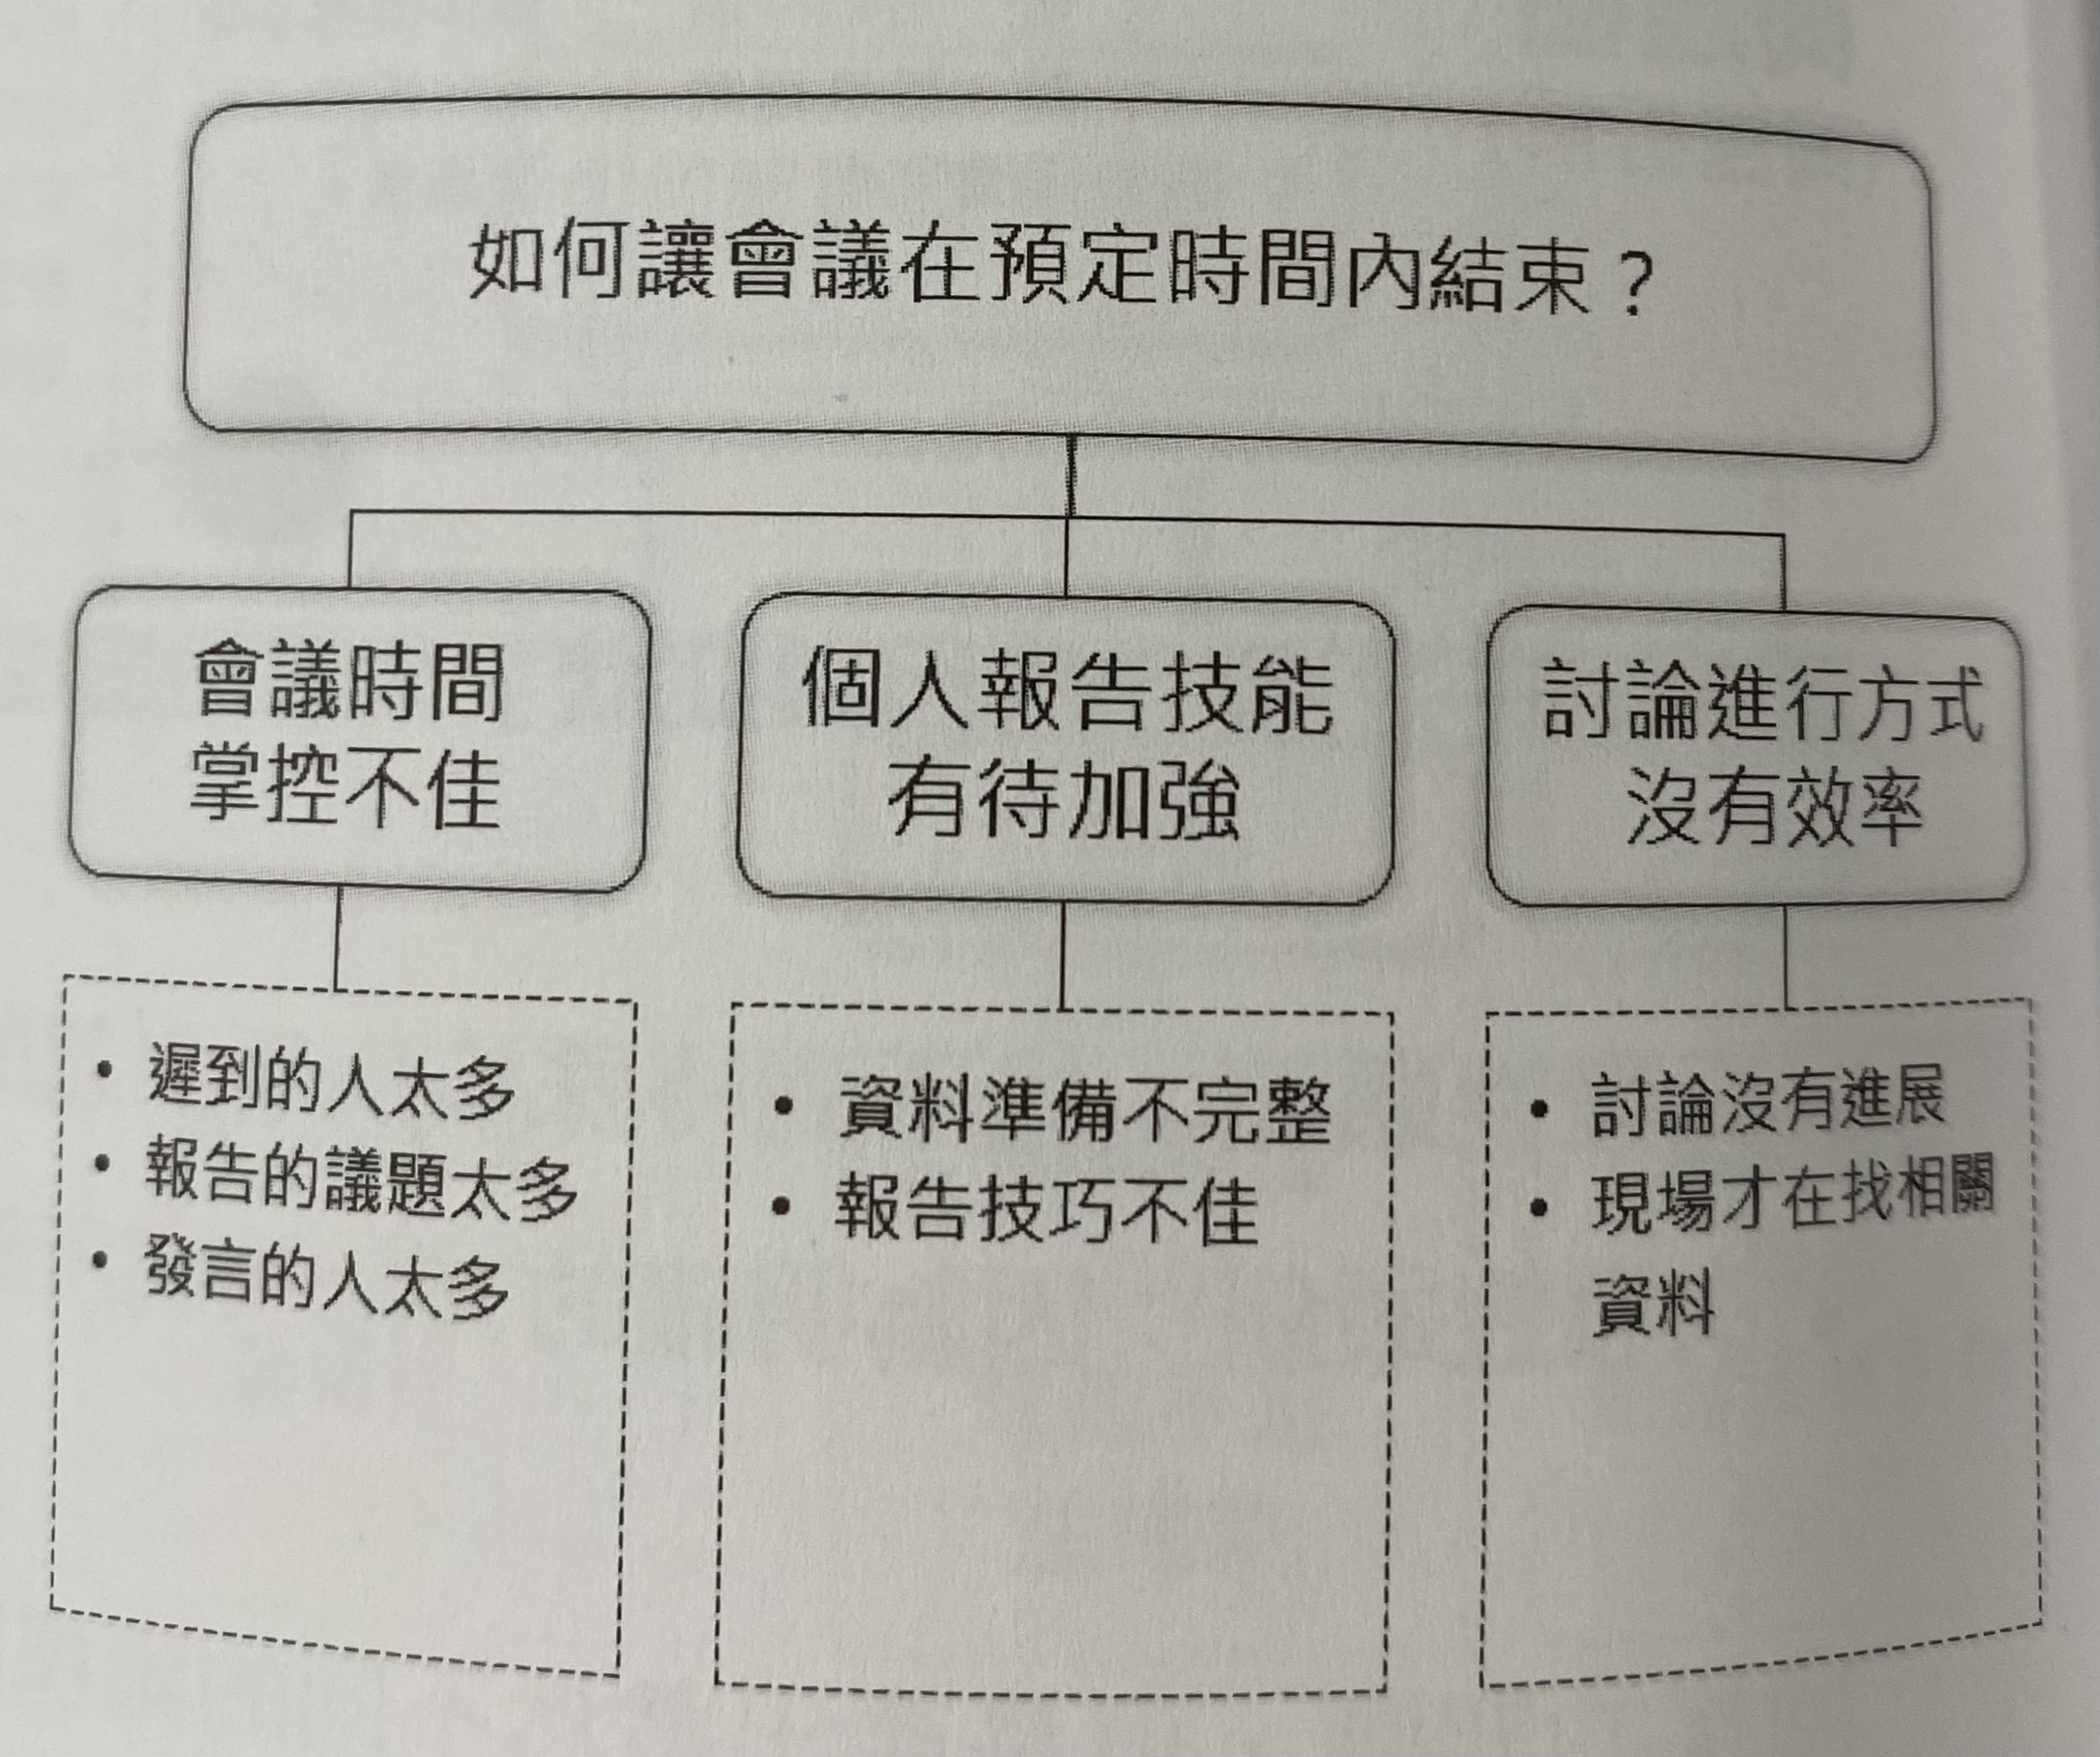 如何讓會議在預定時間內結束？
會議時間
掌控不佳
個人報告技能
有待加強
討論進行方式
沒有效率
• 遲到的人太多
• 報告的議題太多
• 發言的人太多
• 資料準備不完整
• 報告技巧不佳
• 討論沒有進展
• 現場才在找相關
資料